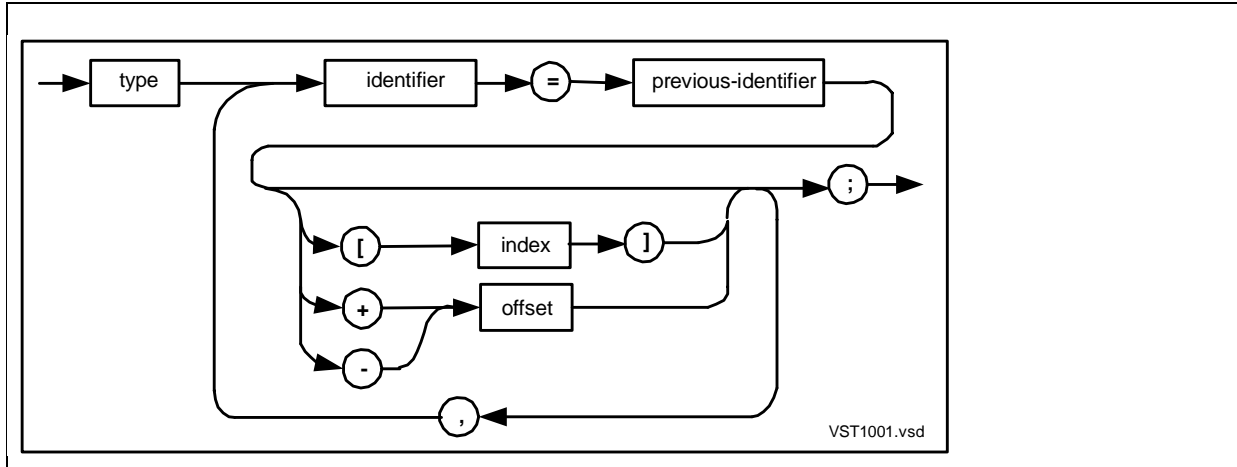 type identifier = previous-identifier
;
[ index ]
+ offset
-
,
VST1001.vsd